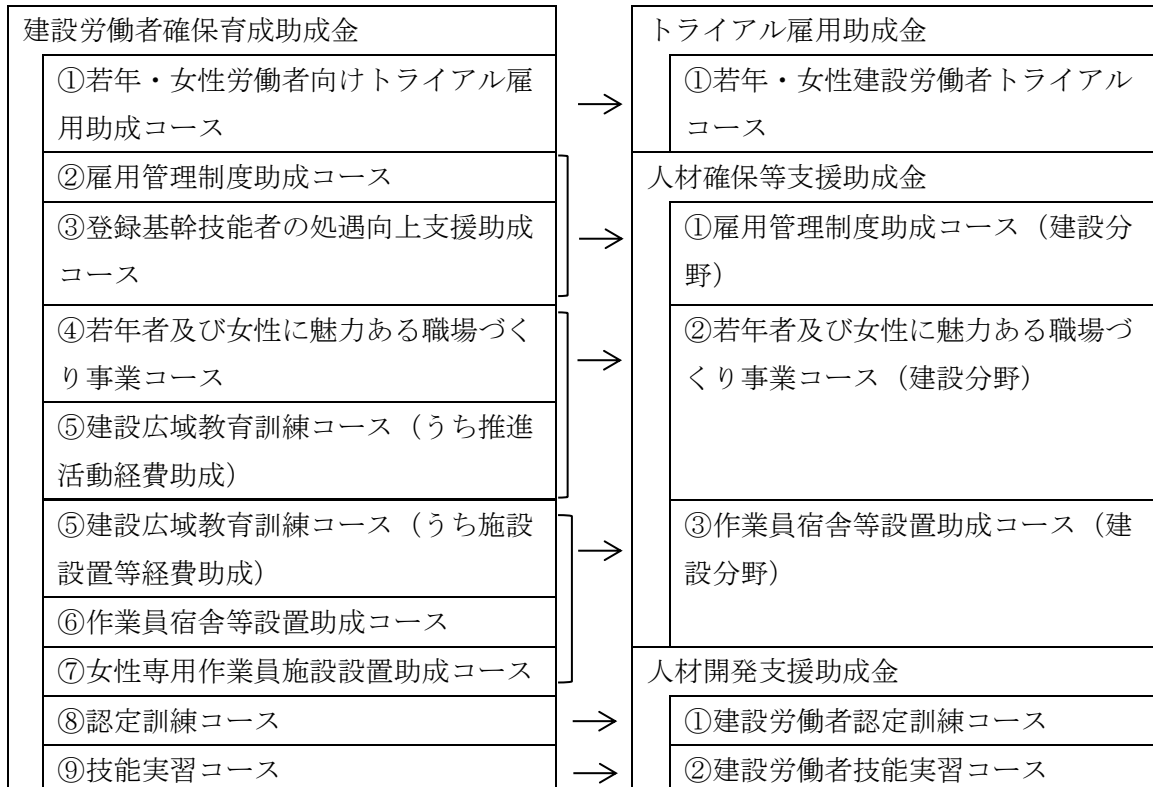 建設労働者確保育成助成金
①若年・女性労働者向けトライアル雇
用助成コース
②雇用管理制度助成コース
③登録基幹技能者の処遇向上支援助成
コース
④若年者及び女性に魅力ある職場づく
り事業コース
⑤建設広域教育訓練コース（うち推進
活動経費助成）
⑤建設広域教育訓練コース（うち施設
設置等経費助成）
⑥作業員宿舎等設置助成コース
⑦女性専用作業員施設設置助成コース
⑧認定訓練コース
⑨技能実習コース
トライアル雇用助成金
①若年・女性建設労働者トライアル
コース
人材確保等支援助成金
①雇用管理制度助成コース（建設分
野）
②若年者及び女性に魅力ある職場づ
くり事業コース（建設分野）
③作業員宿舎等設置助成コース（建
設分野）
人材開発支援助成金
①建設労働者認定訓練コース
②建設労働者技能実習コース